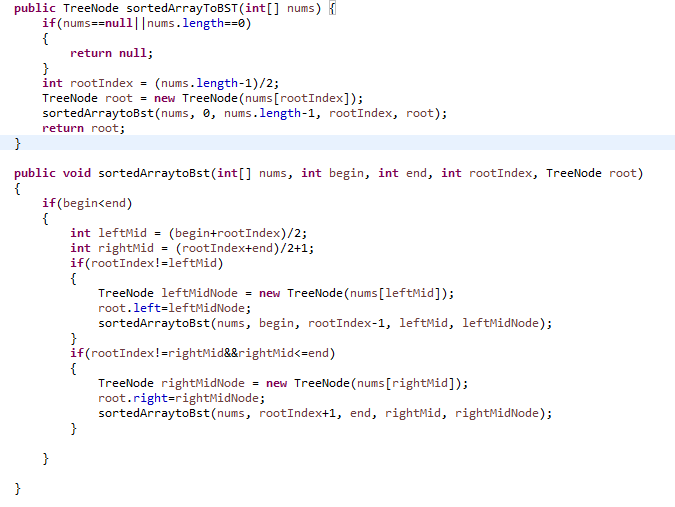 public TreeNode sortedArrayToBST(int[] nums) {
    if(nums==null||nums.length==0)
    {
        return null;
    }
    int rootIndex = (nums.length-1)/2;
    TreeNode root = new TreeNode(nums[rootIndex]);
    sortedArraytoBst(nums, 0, nums.length-1, rootIndex, root);
    return root;
}

public void sortedArraytoBst(int[] nums, int begin, int end, int rootIndex, TreeNode root)
{
    if(begin<end)
    {
        int leftMid = (begin+rootIndex)/2;
        int rightMid = (rootIndex+end)/2+1;
        if(rootIndex!=leftMid)
        {
            TreeNode leftMidNode = new TreeNode(nums[leftMid]);
            root.left=leftMidNode;
            sortedArraytoBst(nums, begin, rootIndex-1, leftMid, leftMidNode);
        }
        if(rootIndex!=rightMid&&rightMid<=end)
        {
            TreeNode rightMidNode = new TreeNode(nums[rightMid]);
            root.right=rightMidNode;
            sortedArraytoBst(nums, rootIndex+1, end, rightMid, rightMidNode);
        }

    }

}